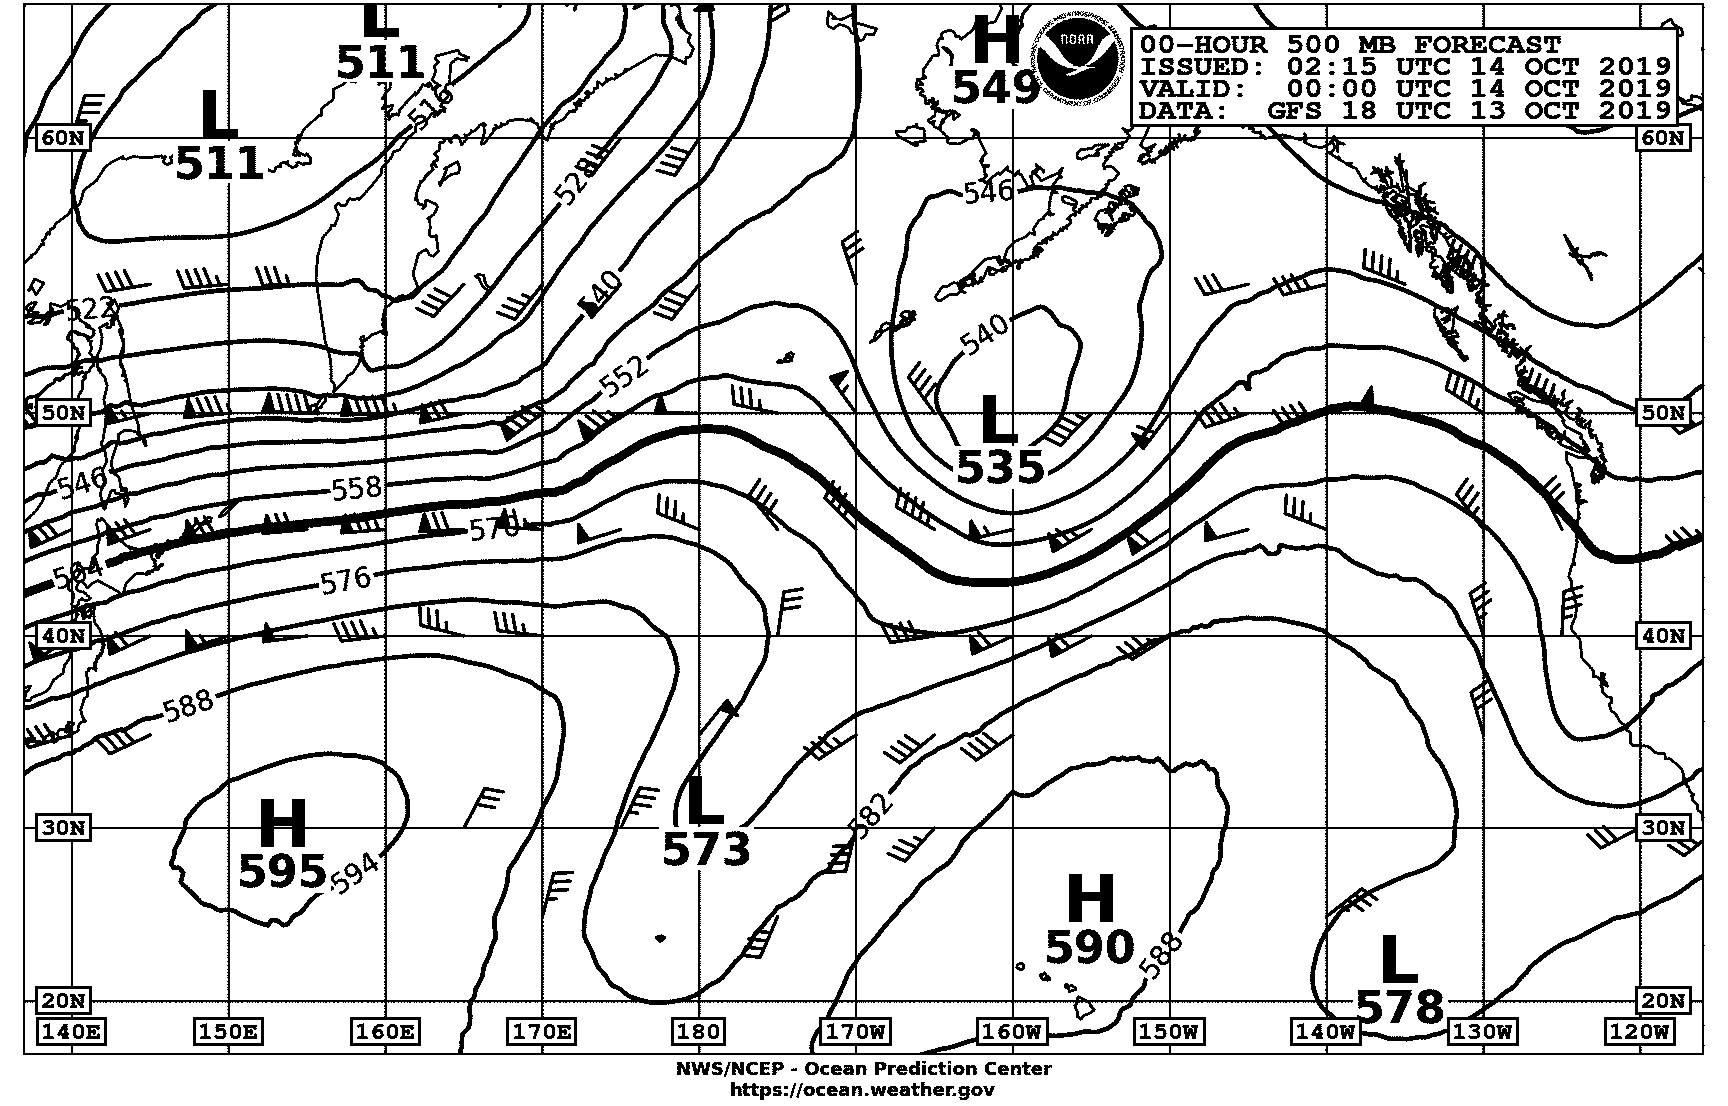 L
511
H
549
NOAA
00-HOUR 500 MB FORECAST
ISSUED: 02:15 UTC 14 OCT 2019
VALID: 00:00 UTC 14 OCT 2019
DATA: GFS 18 UTC 13 OCT 2019
L
511
516
60N
60N
528
546
522
540
540
552
50N
50N
L
535
546
558
570
564
576
40N
40N
588
L
573
582
30N
30N
H
595
594
H
590
588
L
578
20N
20N
140E 150E 160E 170E 180 170W 160W 150W 140W 130W 120W
NWS/NCEP - Ocean Prediction Center
https://ocean.weather.gov